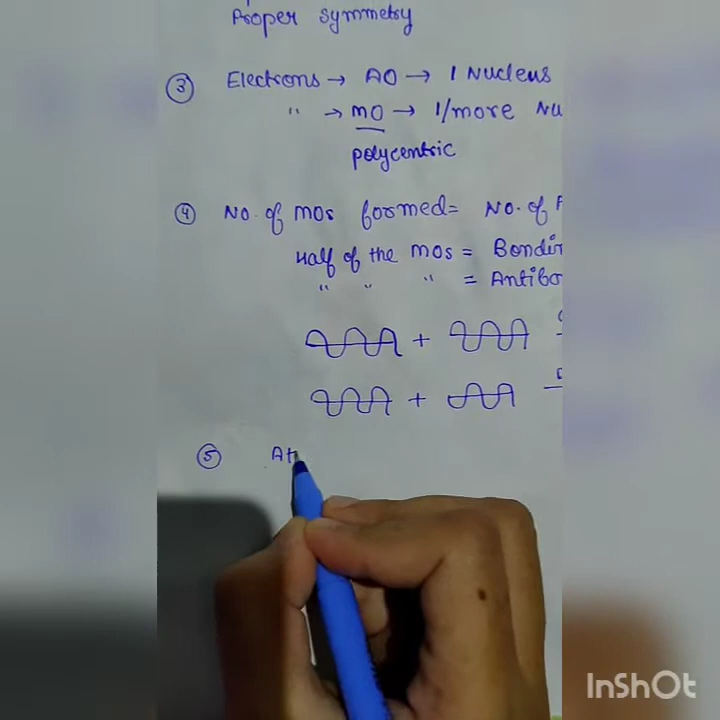 Proper symmetry
③ Electrons → AO → 1 Nucleus
" → MO → 1/more Nu
polycentric
④ No. of MOs formed = No. of A
Half of the MOs = Bondin
" " " = Antibo
+
+
⑤ At
InShOt